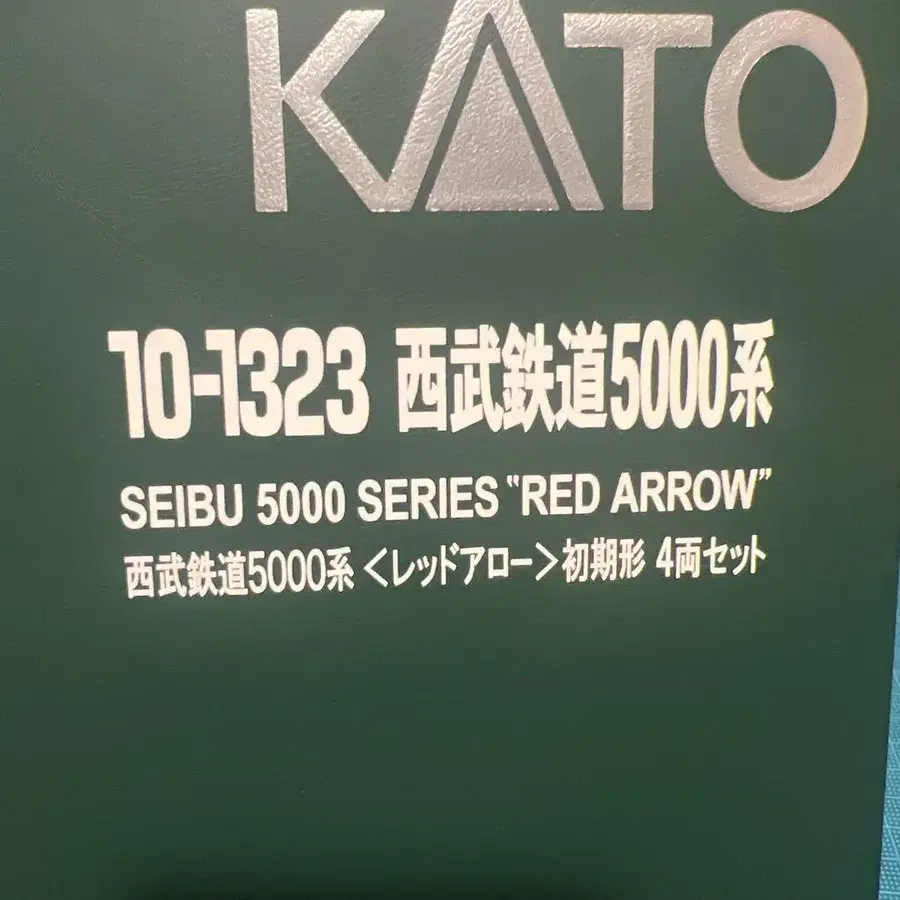 KATO
10-1323 西武鉄道5000系
SEIBU 5000 SERIES "RED ARROW"
西武鉄道5000系 <レッドアロー>初期形 4両セット